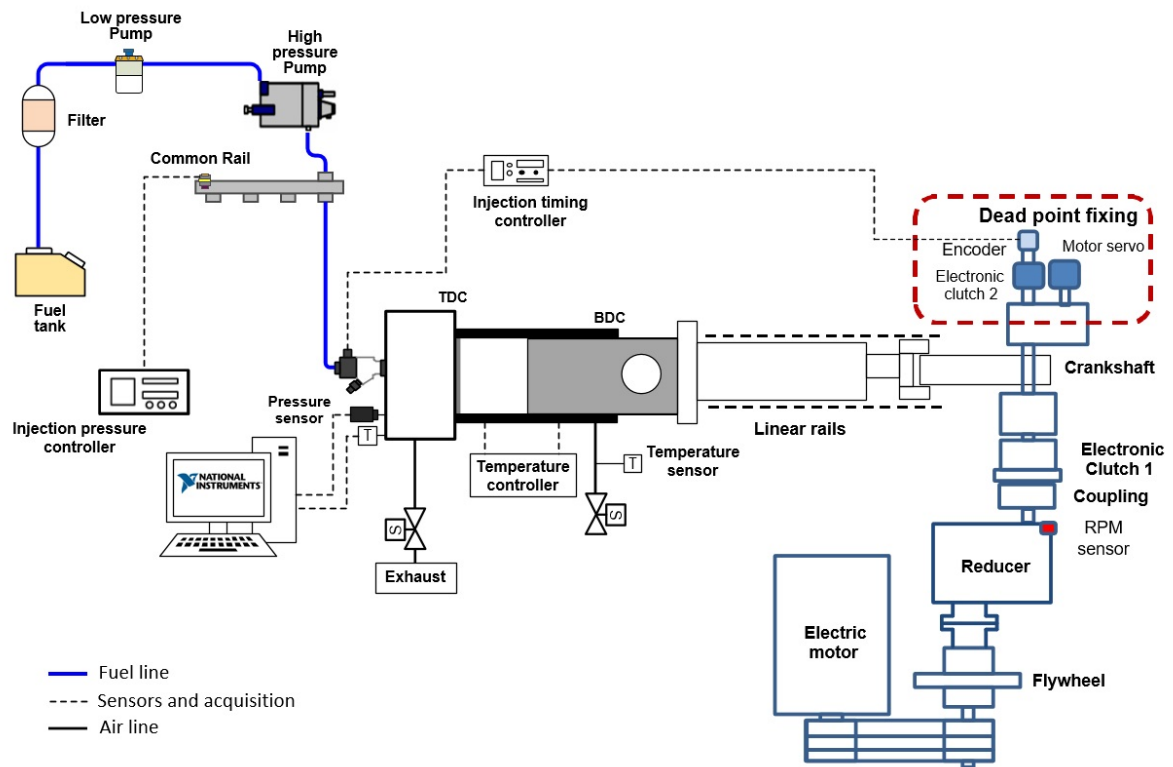 Low pressure
Pump
High
pressure
Pump
Filter
Common Rail
Injection timing
controller
Dead point fixing
Encoder
Motor servo
Electronic
clutch 2
Fuel
tank
TDC
BDC
Crankshaft
Injection pressure
controller
Pressure
sensor
T
Linear rails
NATIONAL
INSTRUMENTS
Temperature
controller
T
Temperature
sensor
Electronic
Clutch 1
Coupling
RPM
sensor
S
S
Exhaust
Reducer
Electric
motor
Flywheel
Fuel line
Sensors and acquisition
Air line